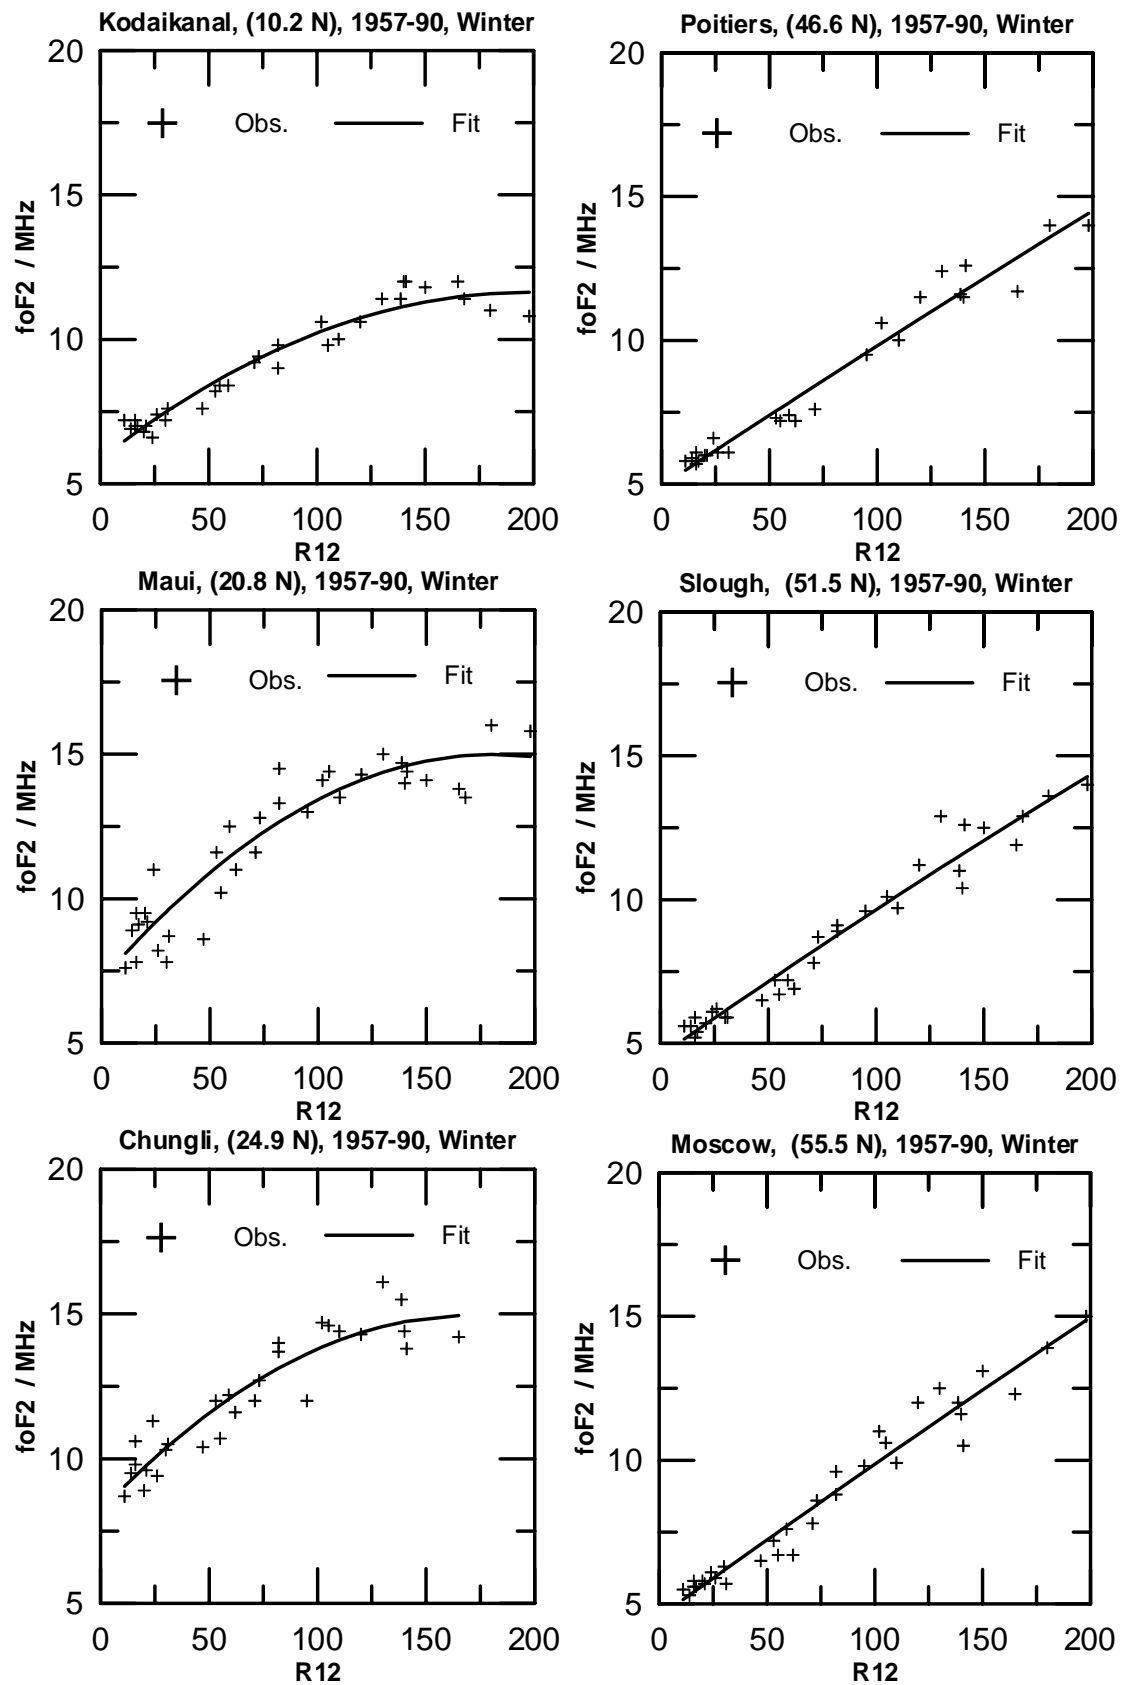 Kodaikanal, (10.2 N), 1957-90, Winter
20
15
10
5
foF2 / MHz
Obs.
Fit
0 50 100 150 200
R12
Poitiers, (46.6 N), 1957-90, Winter
20
15
10
5
foF2 / MHz
Obs.
Fit
0 50 100 150 200
R12
Maui, (20.8 N), 1957-90, Winter
20
15
10
5
foF2 / MHz
Obs.
Fit
0 50 100 150 200
R12
Slough, (51.5 N), 1957-90, Winter
20
15
10
5
foF2 / MHz
Obs.
Fit
0 50 100 150 200
R12
Chungli, (24.9 N), 1957-90, Winter
20
15
10
5
foF2 / MHz
Obs.
Fit
0 50 100 150 200
R12
Moscow, (55.5 N), 1957-90, Winter
20
15
10
5
foF2 / MHz
Obs.
Fit
0 50 100 150 200
R12